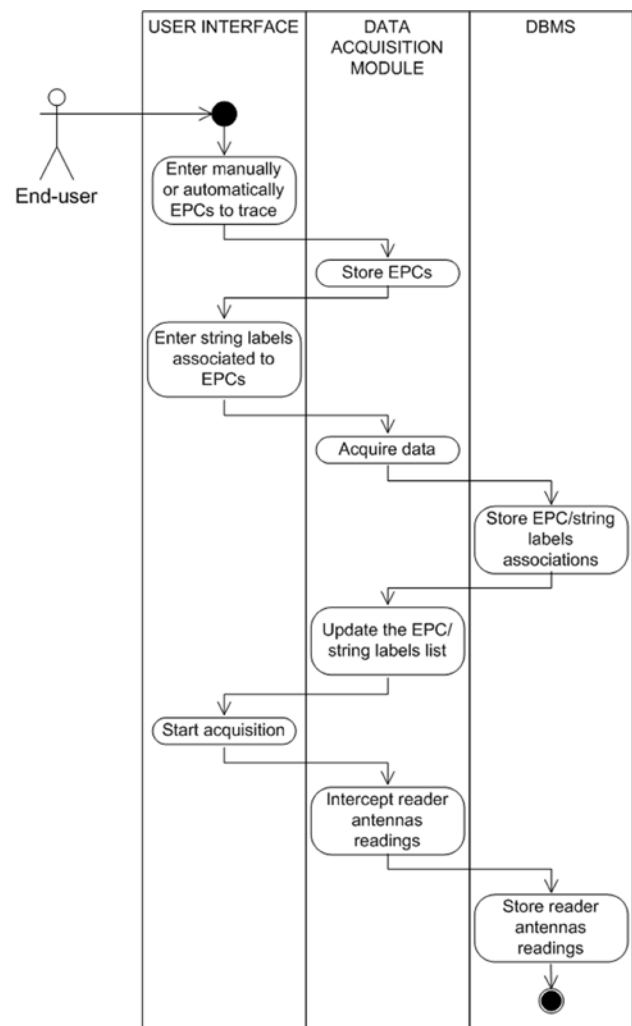 USER INTERFACE
DATA
ACQUISITION
MODULE
DBMS
End-user
Enter manually
or automatically
EPCs to trace
Store EPCs
Enter string labels
associated to
EPCs
Acquire data
Store EPC/string
labels
associations
Update the EPC/
string labels list
Start acquisition
Intercept reader
antennas
readings
Store reader
antennas
readings